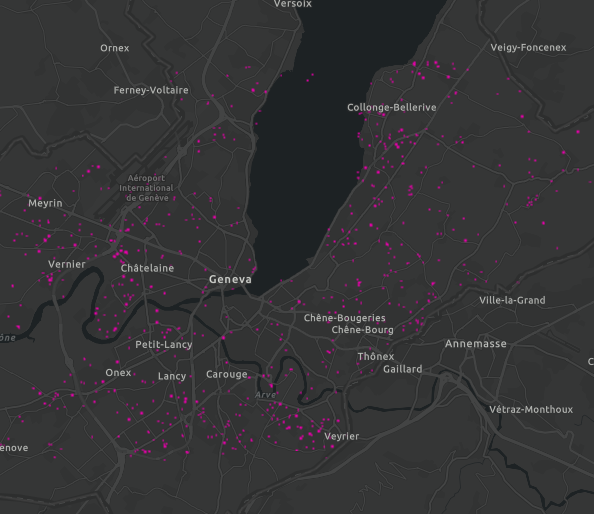 Versoix
Ornex
Veigy-Foncenex
Ferney-Voltaire
Collonge-Bellerive
Aéroport
International
de Genève
Meyrin
Vernier
Châtelaine
Geneva
Ville-la-Grand
Chêne-Bougeries
Chêne-Bourg
ône
Petit-Lancy
Annemasse
Thônex
Gaillard
Onex
Lancy
Carouge
Arve
Vétraz-Monthoux
Veyrier
enove
C